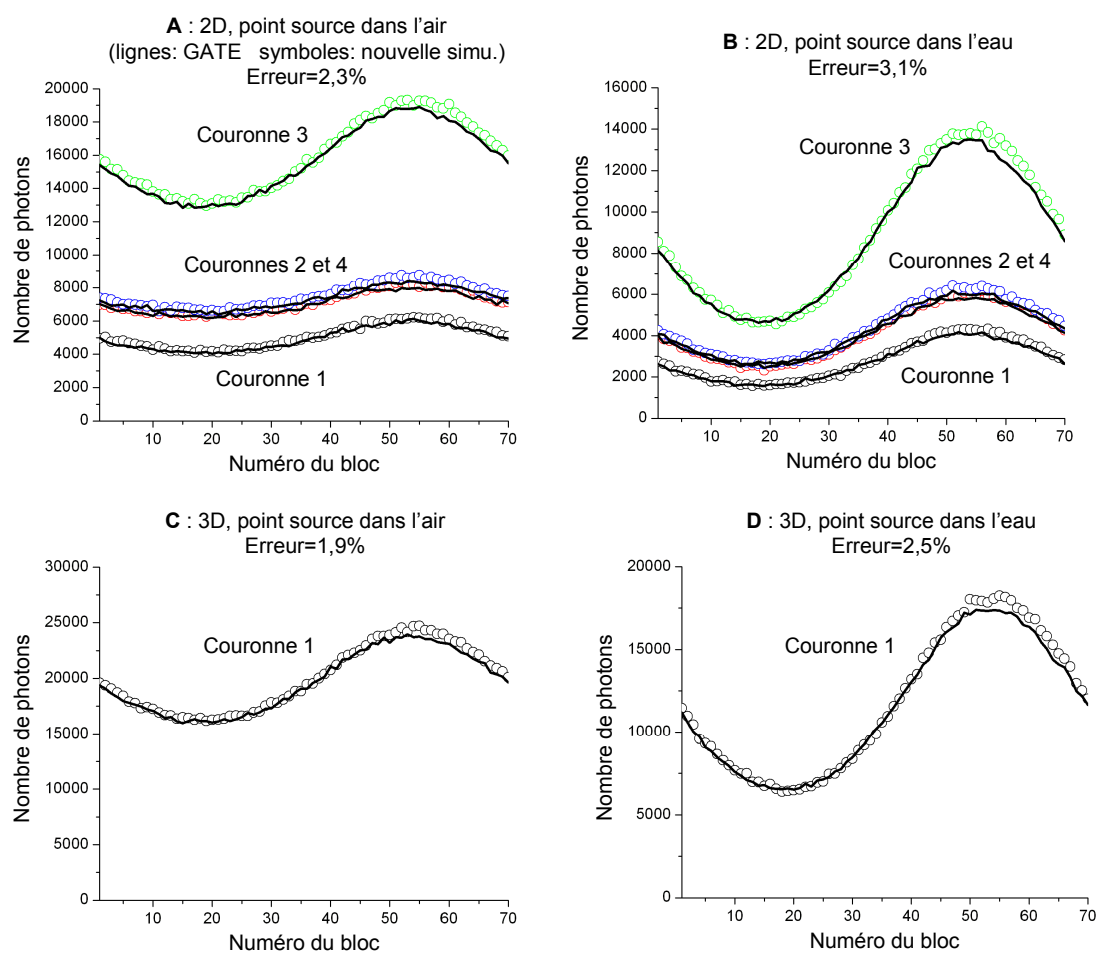 A : 2D, point source dans l'air
(lignes: GATE symboles: nouvelle simu.)
Erreur=2,3%
20000
18000
16000
14000
12000
10000
8000
6000
4000
2000
0
Nombre de photons
Couronne 3
Couronnes 2 et 4
Couronne 1
10 20 30 40 50 60 70
Numéro du bloc
B : 2D, point source dans l'eau
Erreur=3,1%
16000
14000
12000
10000
8000
6000
4000
2000
0
Nombre de photons
Couronne 3
Couronnes 2 et 4
Couronne 1
10 20 30 40 50 60 70
Numéro du bloc
C : 3D, point source dans l'air
Erreur=1,9%
30000
25000
20000
15000
10000
5000
0
Nombre de photons
Couronne 1
10 20 30 40 50 60 70
Numéro du bloc
D : 3D, point source dans l'eau
Erreur=2,5%
20000
15000
10000
5000
0
Nombre de photons
Couronne 1
10 20 30 40 50 60 70
Numéro du bloc